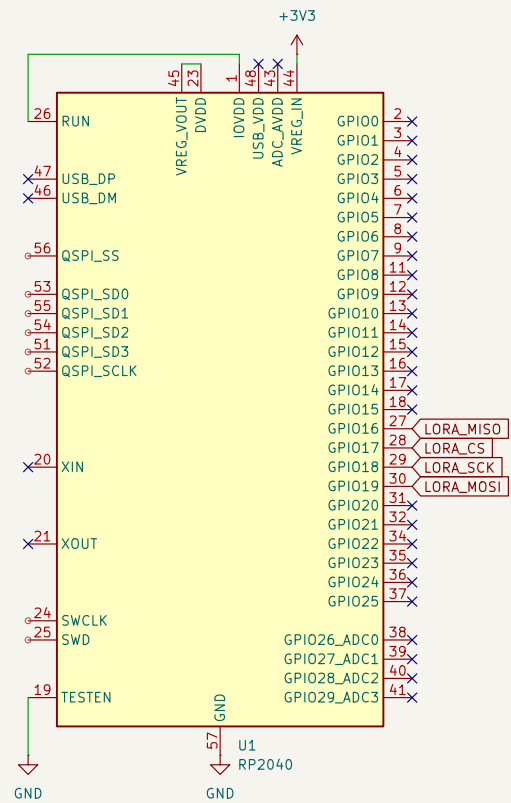 +3V3
45 23 1 48 43 44
VREG_VOUT DVDD IOVDD USB_VDD ADC_AVDD VREG_IN
26 RUN GPIO0 2
GPIO1 3
GPIO2 4
47 USB_DP GPIO3 5
46 USB_DM GPIO4 6
GPIO5 7
GPIO6 8
56 QSPI_SS GPIO7 9
GPIO8 11
53 QSPI_SD0 GPIO9 12
55 QSPI_SD1 GPIO10 13
54 QSPI_SD2 GPIO11 14
51 QSPI_SD3 GPIO12 15
52 QSPI_SCLK GPIO13 16
GPIO14 17
GPIO15 18
GPIO16 27 LORA_MISO
GPIO17 28 LORA_CS
20 XIN GPIO18 29 LORA_SCK
GPIO19 30 LORA_MOSI
GPIO20 31
GPIO21 32
21 XOUT GPIO22 34
GPIO23 35
GPIO24 36
GPIO25 37
24 SWCLK
25 SWD GPIO26_ADC0 38
GPIO27_ADC1 39
GPIO28_ADC2 40
19 TESTEN GPIO29_ADC3 41
GND
57 U1
RP2040
GND GND